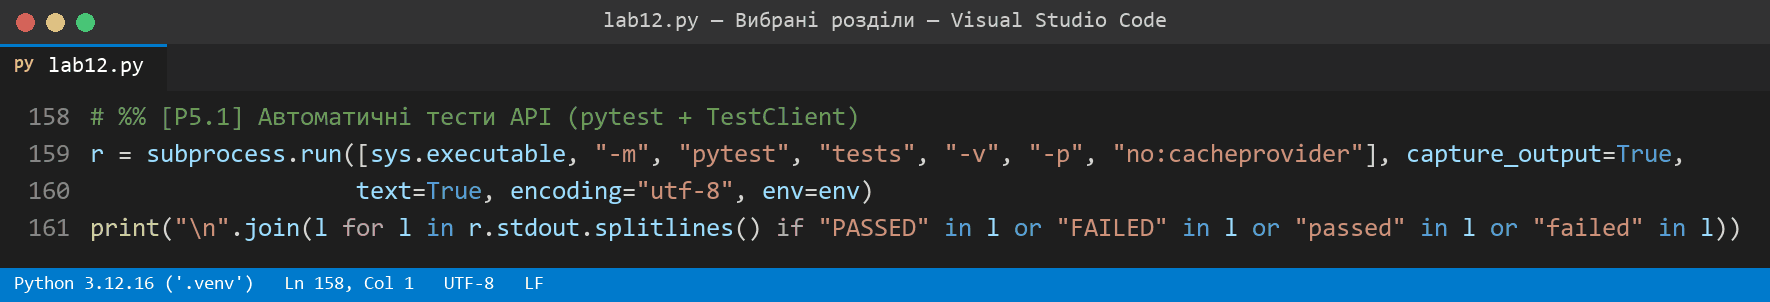 lab12.py — Вибрані розділи — Visual Studio Code
py lab12.py
158 # %% [P5.1] Автоматичні тести API (pytest + TestClient)
159 r = subprocess.run([sys.executable, "-m", "pytest", "tests", "-v", "-p", "no:cacheprovider"], capture_output=True,
160                    text=True, encoding="utf-8", env=env)
161 print("\n".join(l for l in r.stdout.splitlines() if "PASSED" in l or "FAILED" in l or "passed" in l or "failed" in l))
Python 3.12.16 ('.venv') Ln 158, Col 1 UTF-8 LF